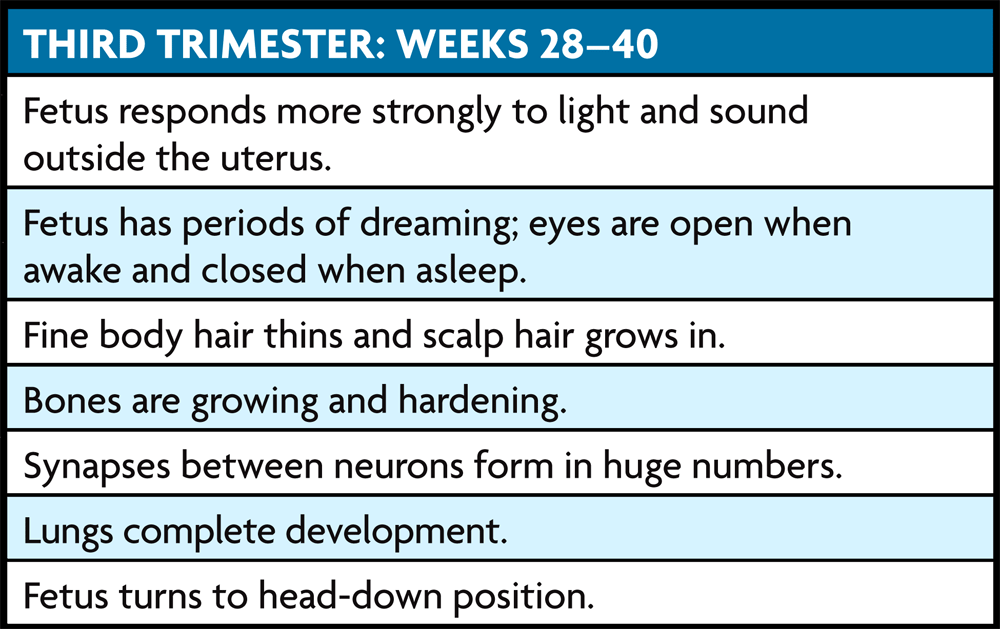 THIRD TRIMESTER: WEEKS 28–40
Fetus responds more strongly to light and sound
outside the uterus.
Fetus has periods of dreaming; eyes are open when
awake and closed when asleep.
Fine body hair thins and scalp hair grows in.
Bones are growing and hardening.
Synapses between neurons form in huge numbers.
Lungs complete development.
Fetus turns to head-down position.